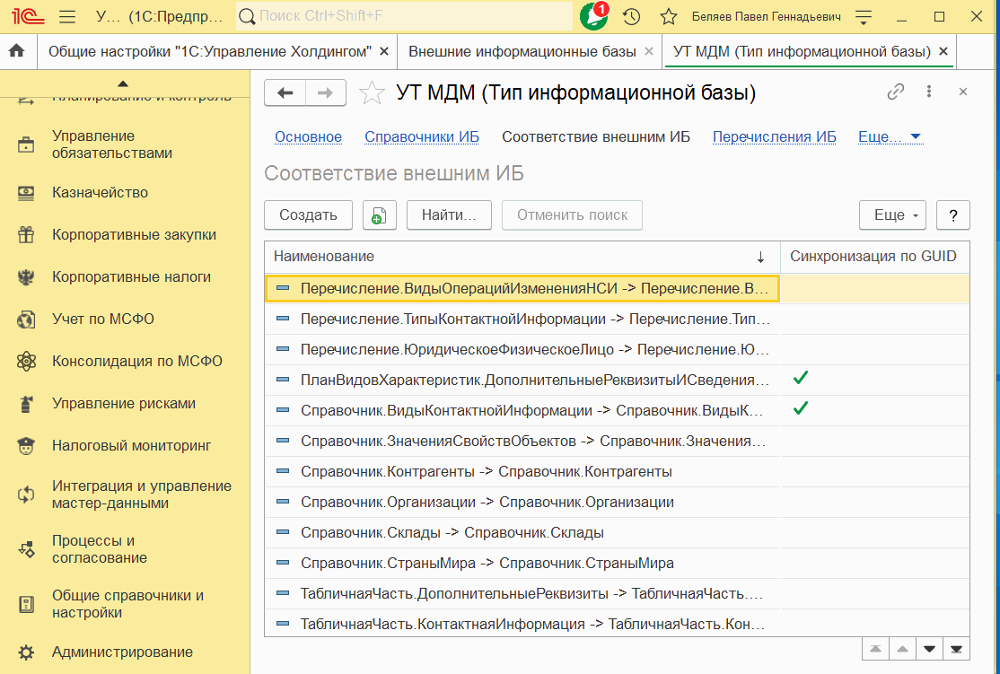 1С У... (1С:Предпр... Поиск Ctrl+Shift+F 1 Беляев Павел Геннадьевич
Общие настройки "1С:Управление Холдингом" × Внешние информационные базы × УТ МДМ (Тип информационной базы) ×
Планирование и контроль
Управление
обязательствами
Казначейство
Корпоративные закупки
Корпоративные налоги
Учет по МСФО
Консолидация по МСФО
Управление рисками
Налоговый мониторинг
Интеграция и управление
мастер-данными
Процессы и
согласование
Общие справочники и
настройки
Администрирование
УТ МДМ (Тип информационной базы)
Основное Справочники ИБ Соответствие внешним ИБ Перечисления ИБ Еще...
Соответствие внешним ИБ
Создать Найти... Отменить поиск Еще ?
Наименование ↓ Синхронизация по GUID
Перечисление.ВидыОперацийИзмененияНСИ -> Перечисление.В...
Перечисление.ТипыКонтактнойИнформации -> Перечисление.Тип...
Перечисление.ЮридическоеФизическоеЛицо -> Перечисление.Ю...
ПланВидовХарактеристик.ДополнительныеРеквизитыИСведения...
Справочник.ВидыКонтактнойИнформации -> Справочник.ВидыК...
Справочник.ЗначенияСвойствОбъектов -> Справочник.Значения...
Справочник.Контрагенты -> Справочник.Контрагенты
Справочник.Организации -> Справочник.Организации
Справочник.Склады -> Справочник.Склады
Справочник.СтраныМира -> Справочник.СтраныМира
ТабличнаяЧасть.ДополнительныеРеквизиты -> ТабличнаяЧасть....
ТабличнаяЧасть.КонтактнаяИнформация -> ТабличнаяЧасть.Кон...